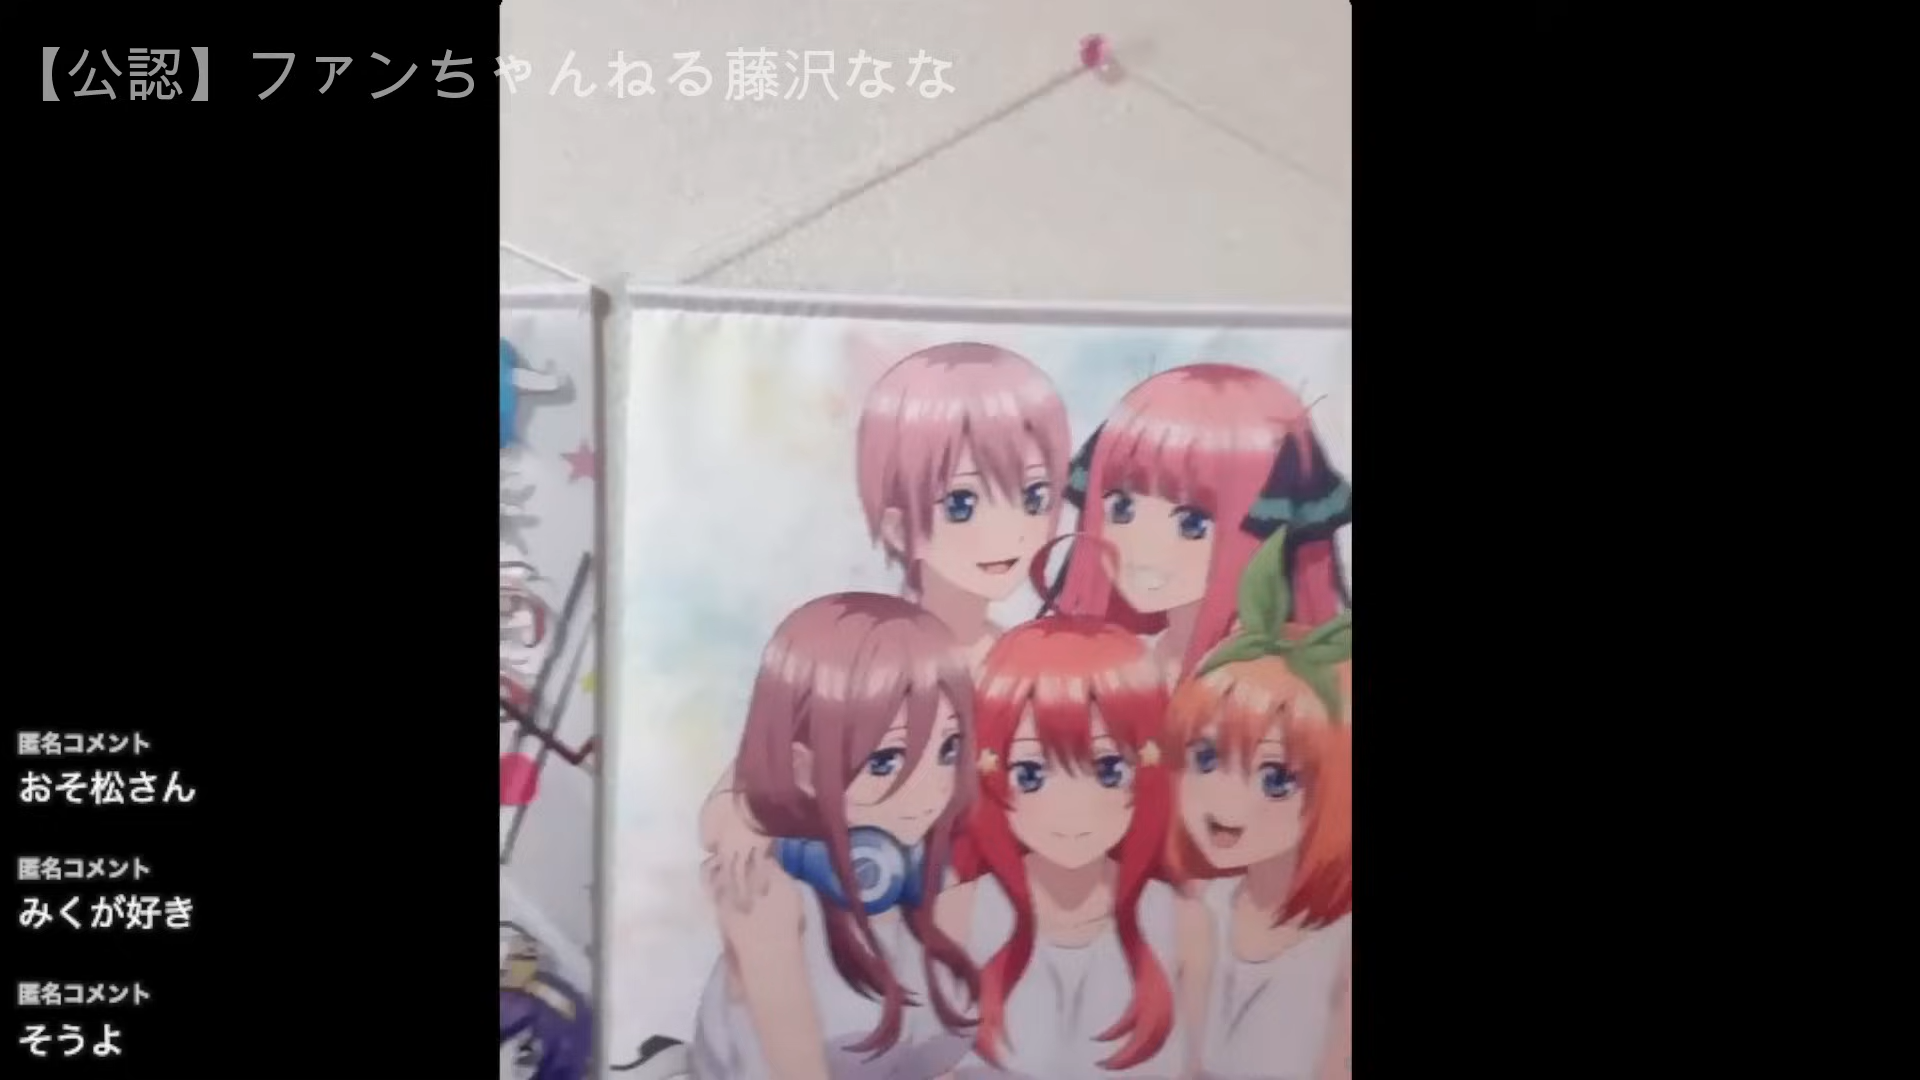 【公認】ファンちゃんねる藤沢なな
匿名コメント
おそ松さん
匿名コメント
みくが好き
匿名コメント
そうよ